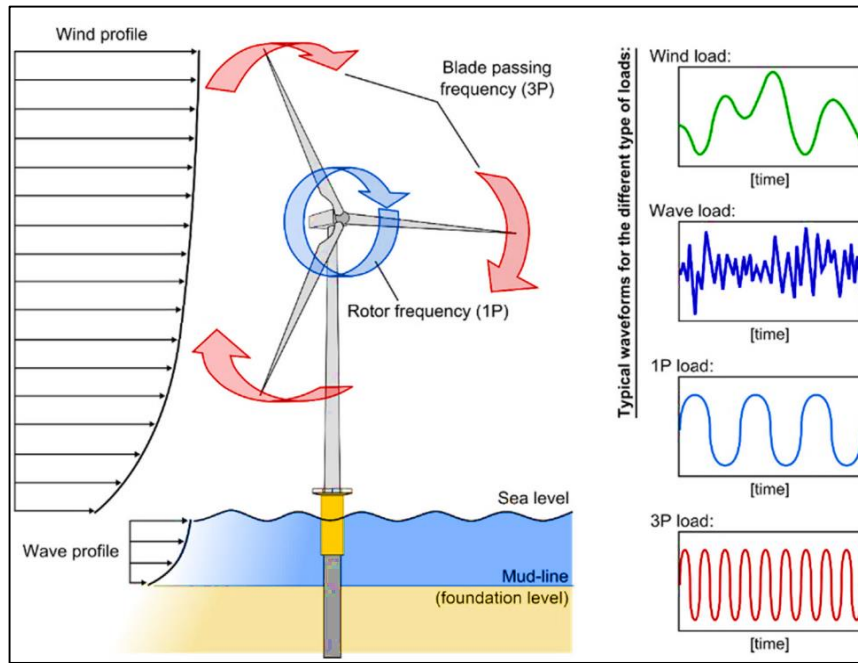 Wind profile
Blade passing
frequency (3P)
Rotor frequency (1P)
Sea level
Wave profile
Mud-line
(foundation level)
Typical waveforms for the different type of loads:
Wind load:
[time]
Wave load:
[time]
1P load:
[time]
3P load:
[time]